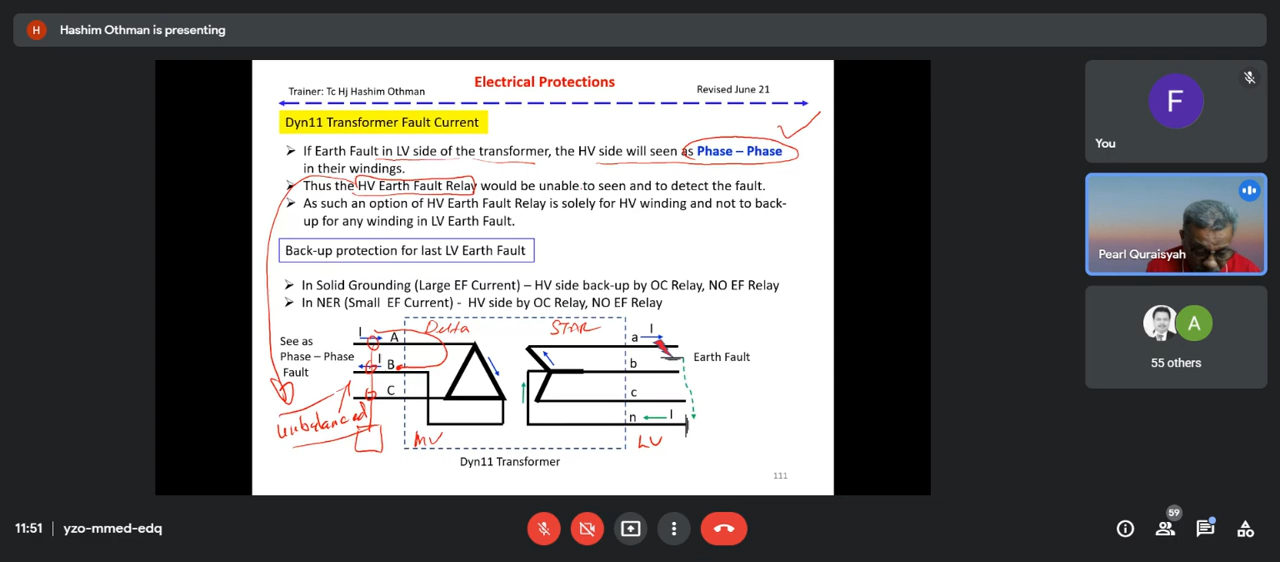 H Hashim Othman is presenting
Electrical Protections
Trainer: Tc Hj Hashim Othman
Revised June 21
Dyn11 Transformer Fault Current
➢ If Earth Fault in LV side of the transformer, the HV side will seen as Phase – Phase
in their windings.
➢ Thus the HV Earth Fault Relay would be unable to seen and to detect the fault.
➢ As such an option of HV Earth Fault Relay is solely for HV winding and not to back-
up for any winding in LV Earth Fault.
Back-up protection for last LV Earth Fault
➢ In Solid Grounding (Large EF Current) – HV side back-up by OC Relay, NO EF Relay
➢ In NER (Small EF Current) - HV side by OC Relay, NO EF Relay
See as
Phase – Phase
Fault
I
A
I
B
C
Delta
STAR
a
I
b
c
n
I
Earth Fault
unbalanced
MV
LV
Dyn11 Transformer
111
F
You
Pearl Quraisyah
A
55 others
11:51 | yzo-mmed-edq
59